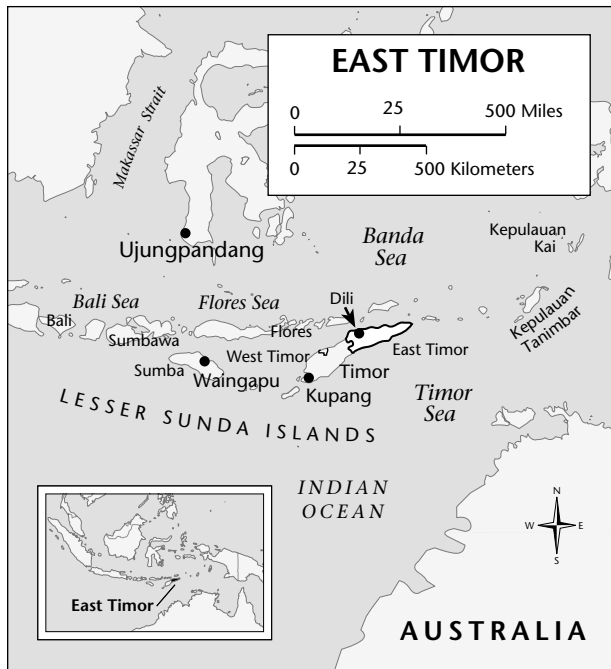 EAST TIMOR
0 25 500 Miles
0 25 500 Kilometers
Makassar Strait
Ujungpandang
Banda
Sea
Kepulauan
Kai
Bali Sea
Flores Sea
Dili
Bali
Sumbawa
Flores
Kepulauan
Tanimbar
West Timor
East Timor
Sumba
Waingapu
Timor
Kupang
Timor
Sea
LESSER SUNDA ISLANDS
INDIAN
OCEAN
N
W E
S
East Timor
AUSTRALIA